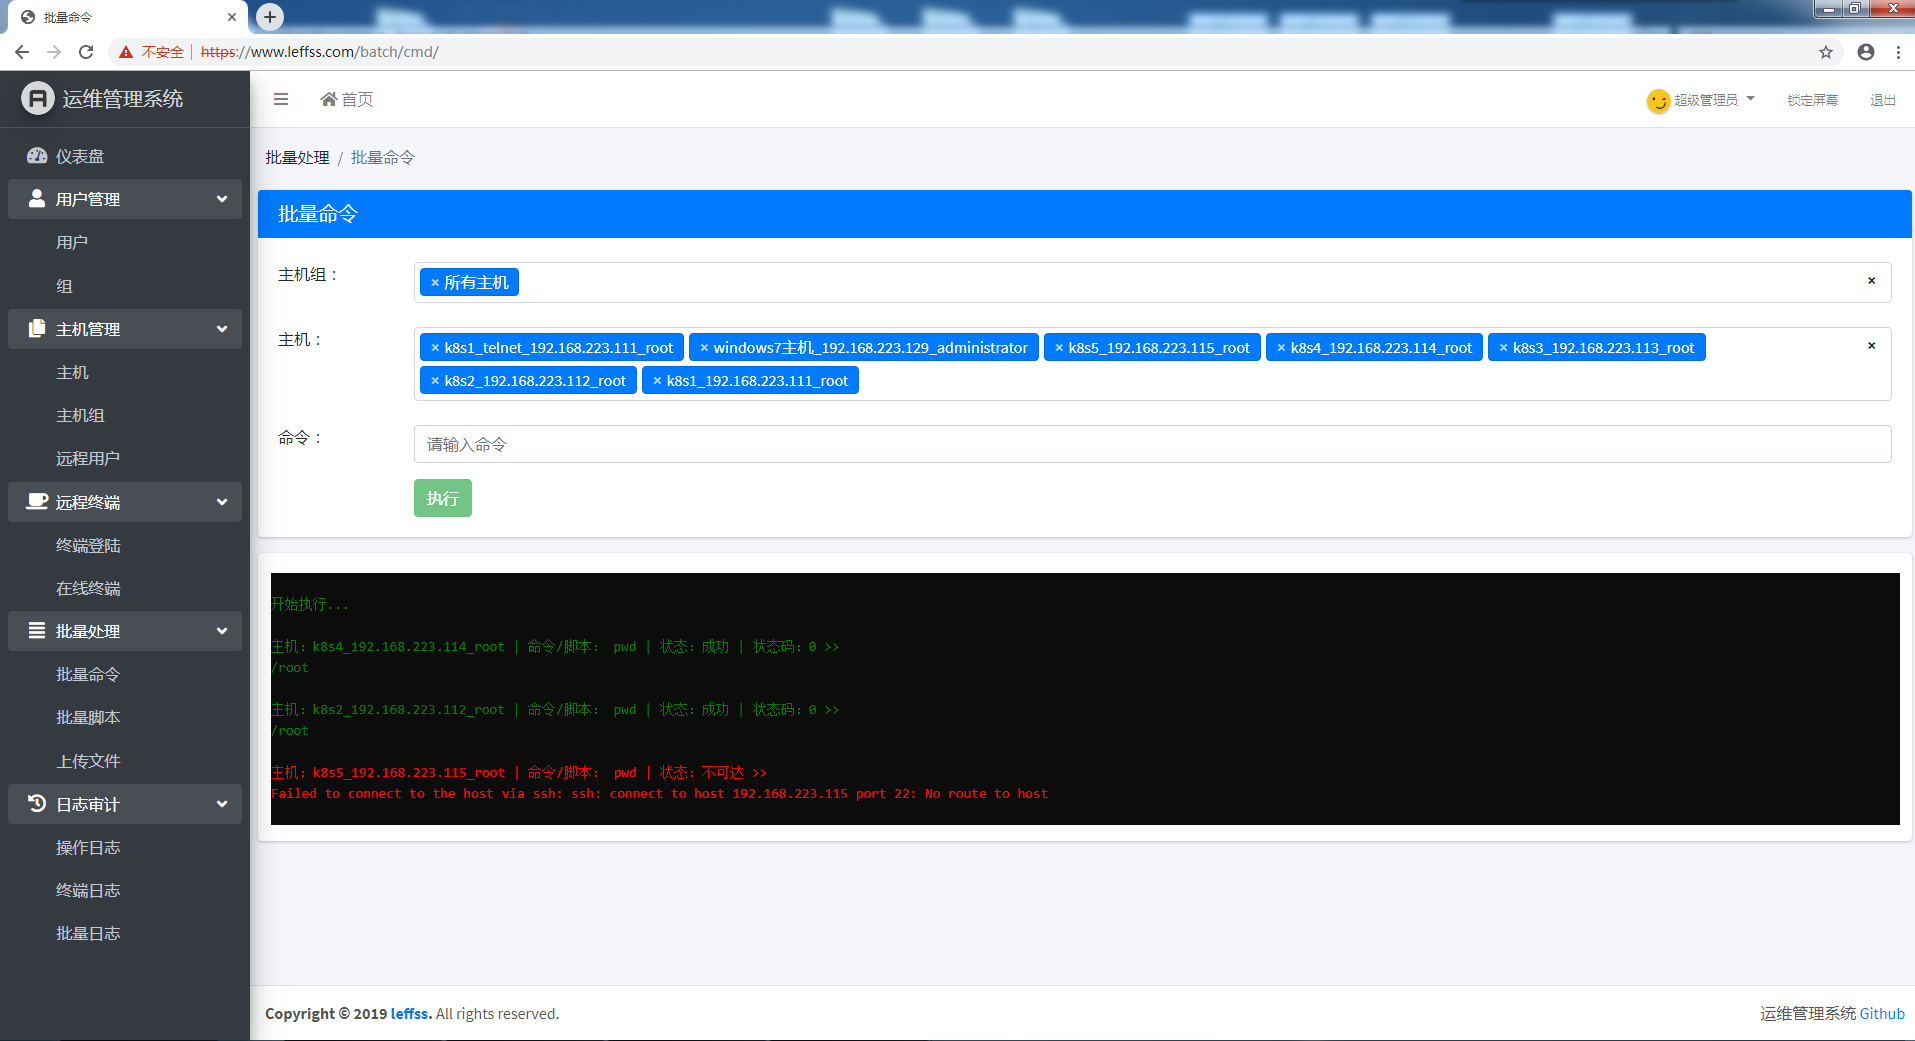 批量命令
不安全 https://www.leffss.com/batch/cmd/
运维管理系统
首页
超级管理员
锁定屏幕
退出
仪表盘
用户管理
用户
组
主机管理
主机
主机组
远程用户
远程终端
终端登陆
在线终端
批量处理
批量命令
批量脚本
上传文件
日志审计
操作日志
终端日志
批量日志
批量处理 / 批量命令
批量命令
主机组：
× 所有主机 ×
主机：
× k8s1_telnet_192.168.223.111_root × windows7主机_192.168.223.129_administrator × k8s5_192.168.223.115_root × k8s4_192.168.223.114_root × k8s3_192.168.223.113_root ×
× k8s2_192.168.223.112_root × k8s1_192.168.223.111_root
命令：
请输入命令
执行
开始执行...
主机: k8s4_192.168.223.114_root | 命令/脚本: pwd | 状态: 成功 | 状态码: 0 >>
/root
主机: k8s2_192.168.223.112_root | 命令/脚本: pwd | 状态: 成功 | 状态码: 0 >>
/root
主机: k8s5_192.168.223.115_root | 命令/脚本: pwd | 状态: 不可达 >>
Failed to connect to the host via ssh: ssh: connect to host 192.168.223.115 port 22: No route to host
Copyright © 2019 leffss. All rights reserved.
运维管理系统 Github